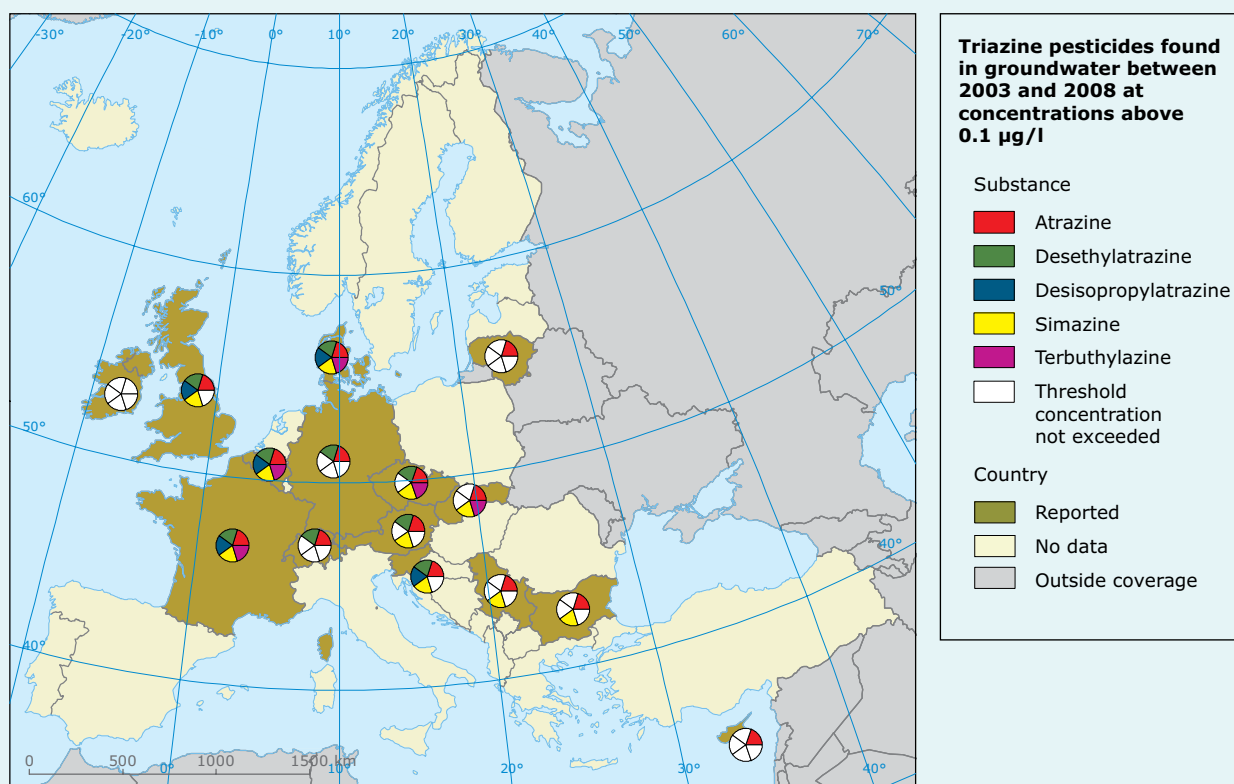 -30°
-20°
-10°
0°
10°
20°
30°
40°
50°
60°
70°
60°
50°
50°
40°
40°
0
500
1000
1500 km
0°
10°
20°
30°
40°
Triazine pesticides found
in groundwater between
2003 and 2008 at
concentrations above
0.1 µg/l
Substance
Atrazine
Desethylatrazine
Desisopropylatrazine
Simazine
Terbuthylazine
Threshold
concentration
not exceeded
Country
Reported
No data
Outside coverage